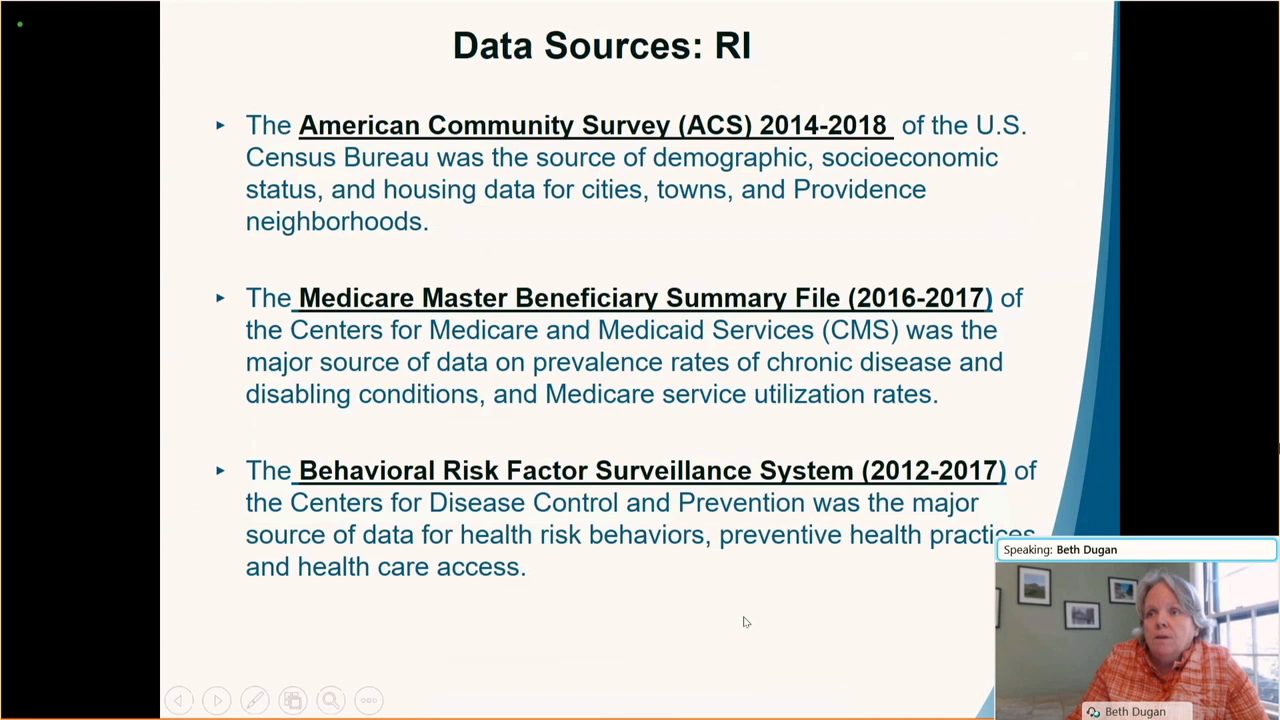 Data Sources: RI
The American Community Survey (ACS) 2014-2018 of the U.S.
Census Bureau was the source of demographic, socioeconomic
status, and housing data for cities, towns, and Providence
neighborhoods.
The Medicare Master Beneficiary Summary File (2016-2017) of
the Centers for Medicare and Medicaid Services (CMS) was the
major source of data on prevalence rates of chronic disease and
disabling conditions, and Medicare service utilization rates.
The Behavioral Risk Factor Surveillance System (2012-2017) of
the Centers for Disease Control and Prevention was the major
source of data for health risk behaviors, preventive health practices
and health care access.
Speaking: Beth Dugan
Beth Dugan